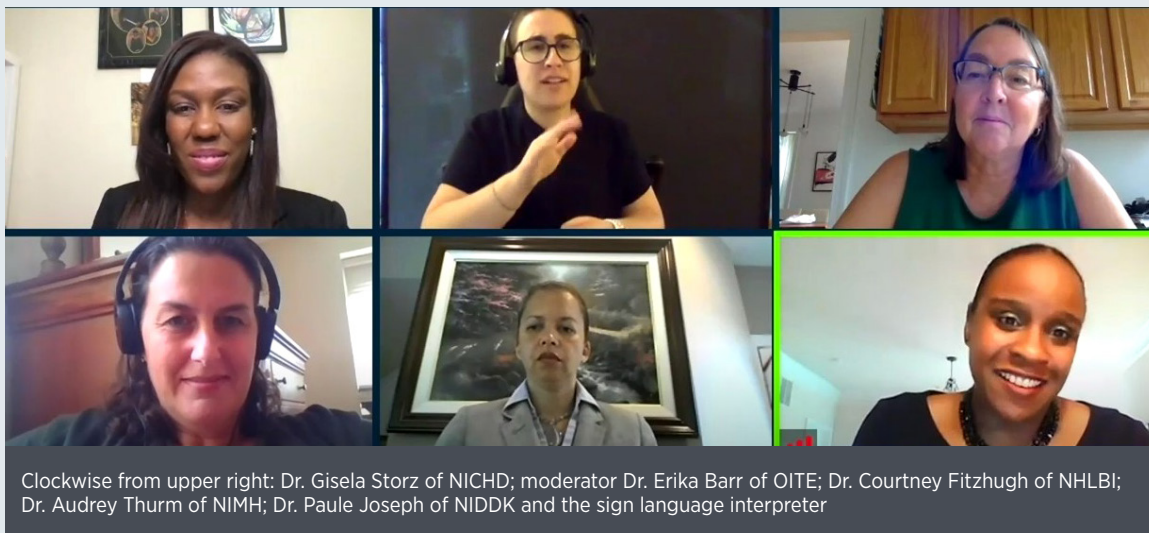 Clockwise from upper right: Dr. Gisela Storz of NICHD; moderator Dr. Erika Barr of OITE; Dr. Courtney Fitzhugh of NHLBI;
Dr. Audrey Thurm of NIMH; Dr. Paule Joseph of NIDDK and the sign language interpreter